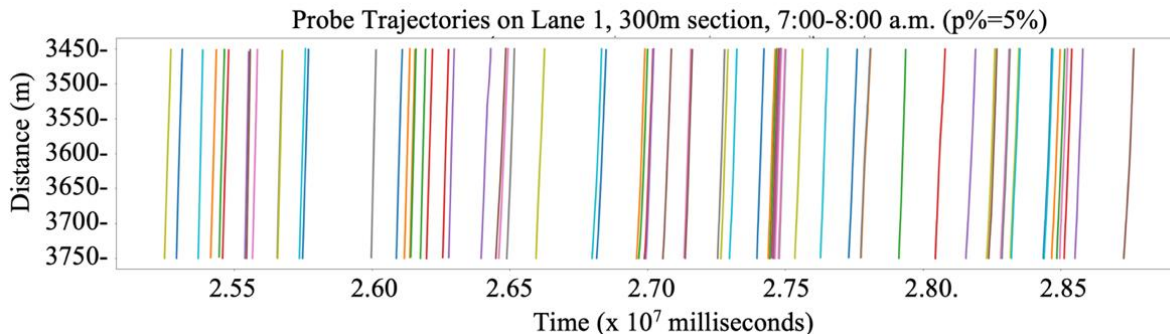 Probe Trajectories on Lane 1, 300m section, 7:00-8:00 a.m. (p%=5%)
Distance (m)
3450-
3500-
3550-
3600-
3650-
3700-
3750-
2.55 2.60 2.65 2.70 2.75 2.80. 2.85
Time (x 10⁷ milliseconds)